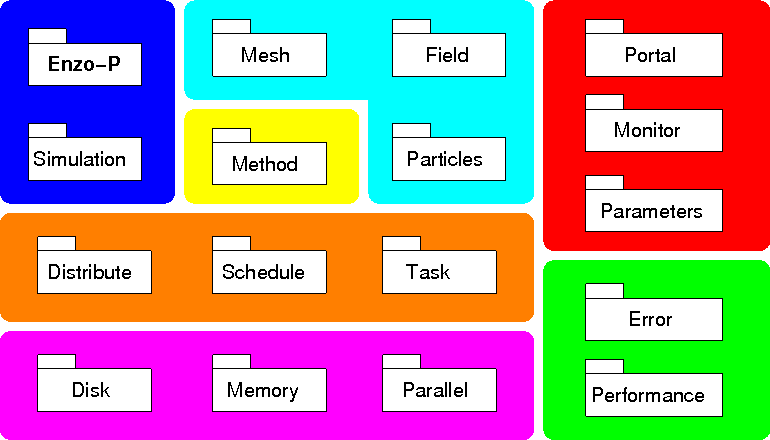 Enzo-P
Mesh
Field
Portal
Monitor
Simulation
Method
Particles
Parameters
Distribute
Schedule
Task
Error
Disk
Memory
Parallel
Performance